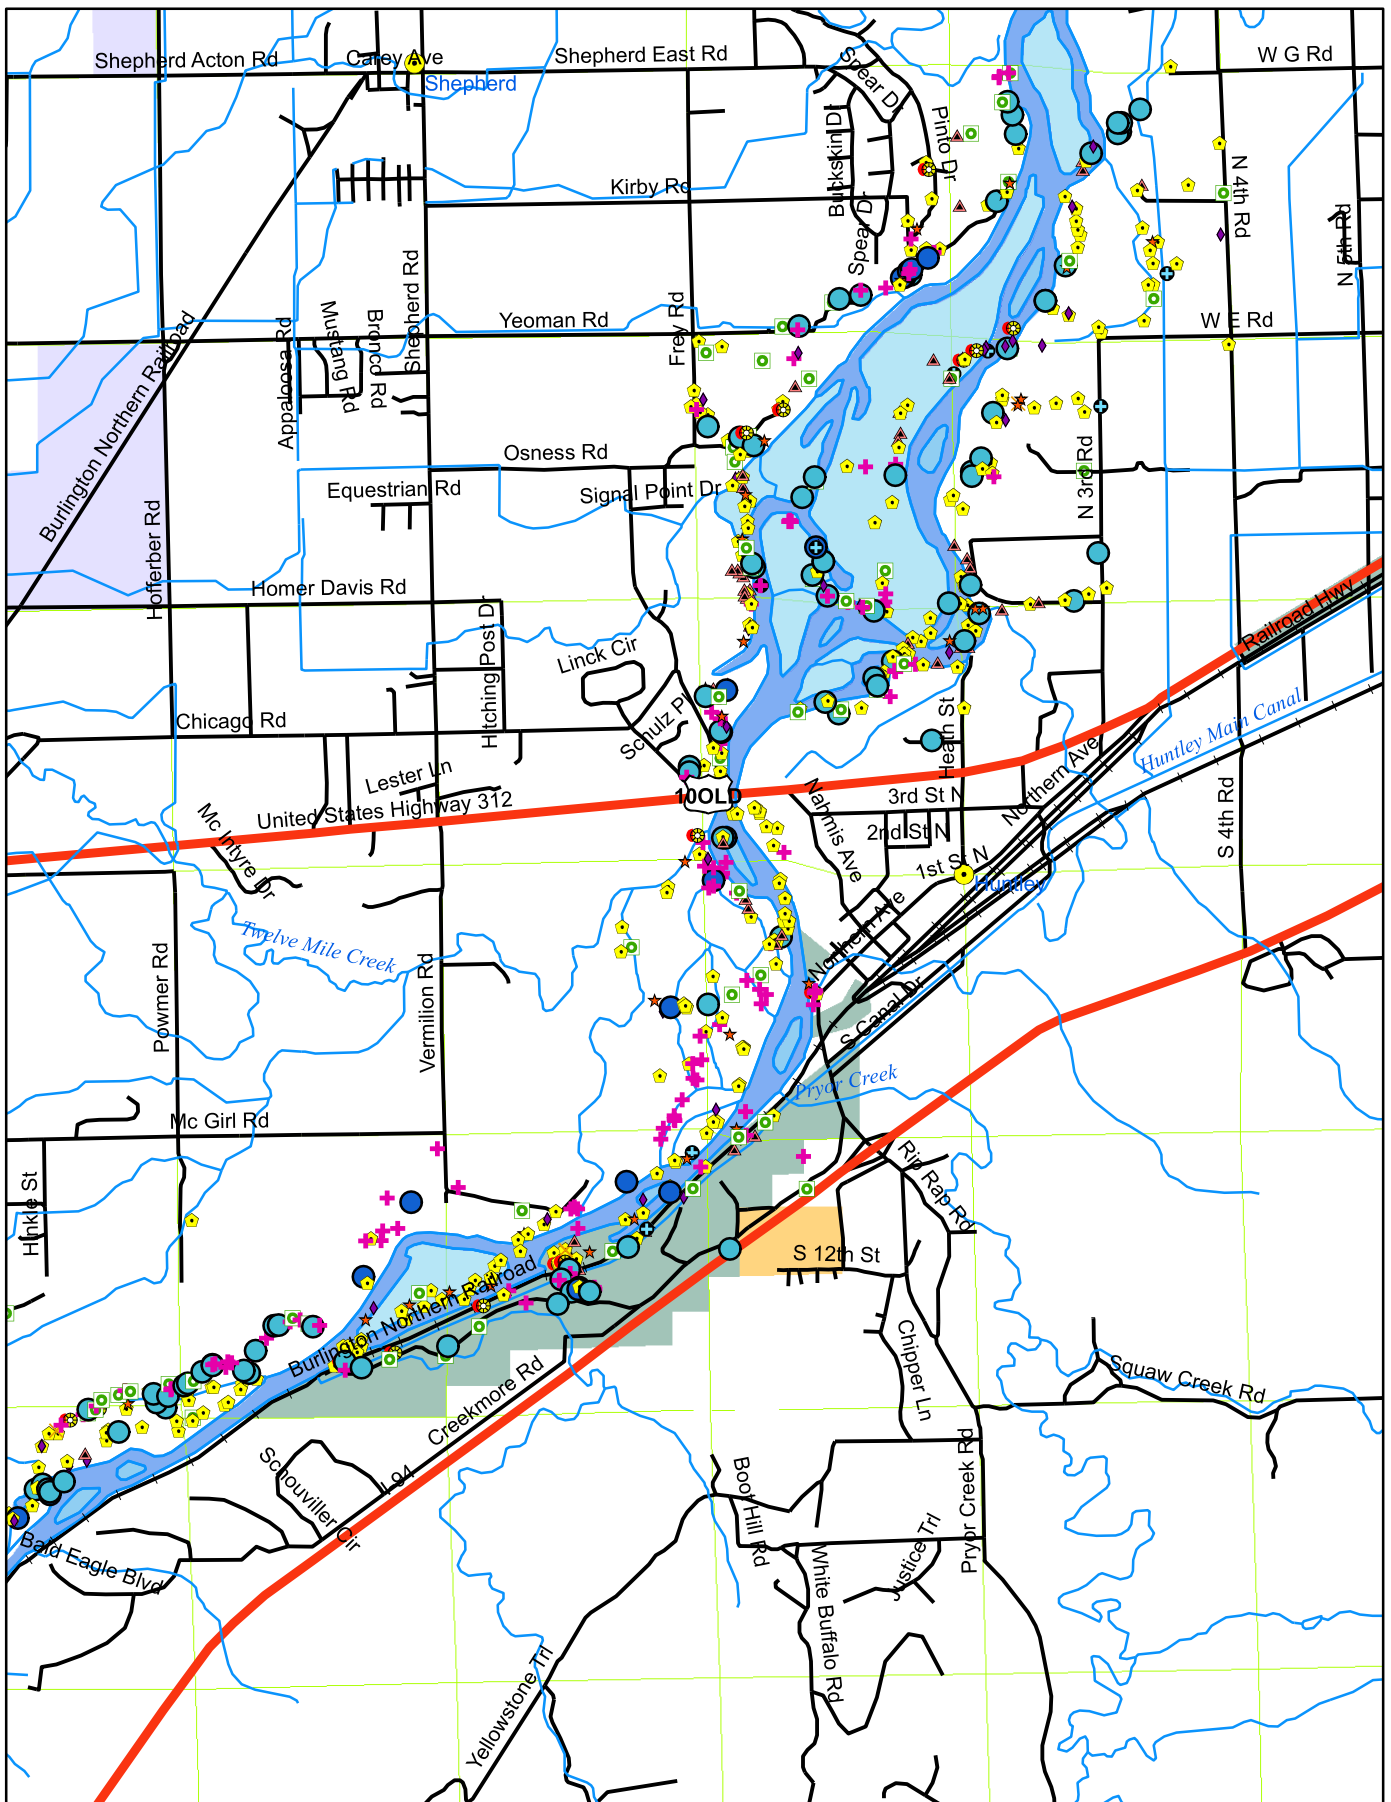 Shepherd Acton Rd
Carey Ave
Shepherd East Rd
W G Rd
Shepherd
Spear Dr
Pinto Dr
Buckskin Dr
Kirby Rd
N 4th Rd
N 5th Rd
Spear Dr
Shepherd Rd
Frey Rd
Yeoman Rd
W E Rd
Burlington Northern Railroad
Appaloosa Rd
Mustang Rd
Bronco Rd
Osness Rd
Equestrian Rd
Signal Point Dr
N 3rd Rd
Hofferber Rd
Homer Davis Rd
Hitching Post Dr
Linck Cir
Railroad Hwy
Chicago Rd
Schulz Pl
Heath St
Huntley Main Canal
Lester Ln
United States Highway 312
10OLD
Nahmis Ave
3rd St N
Northern Ave
2nd St N
S 4th Rd
Mc Intyre Dr
1st St N
Huntley
Twelve Mile Creek
Northern Ave
Powmer Rd
Vermilion Rd
S Canal Dr
Pryor Creek
Mc Girl Rd
Rip Rap Rd
Hinkle St
S 12th St
Burlington Northern Railroad
Chipper Ln
Squaw Creek Rd
Creekmore Rd
Schouviller Cir
I-94
Boot Hill Rd
Pryor Creek Rd
Bald Eagle Blvd
Justice Trl
White Buffalo Rd
Yellowstone Trl